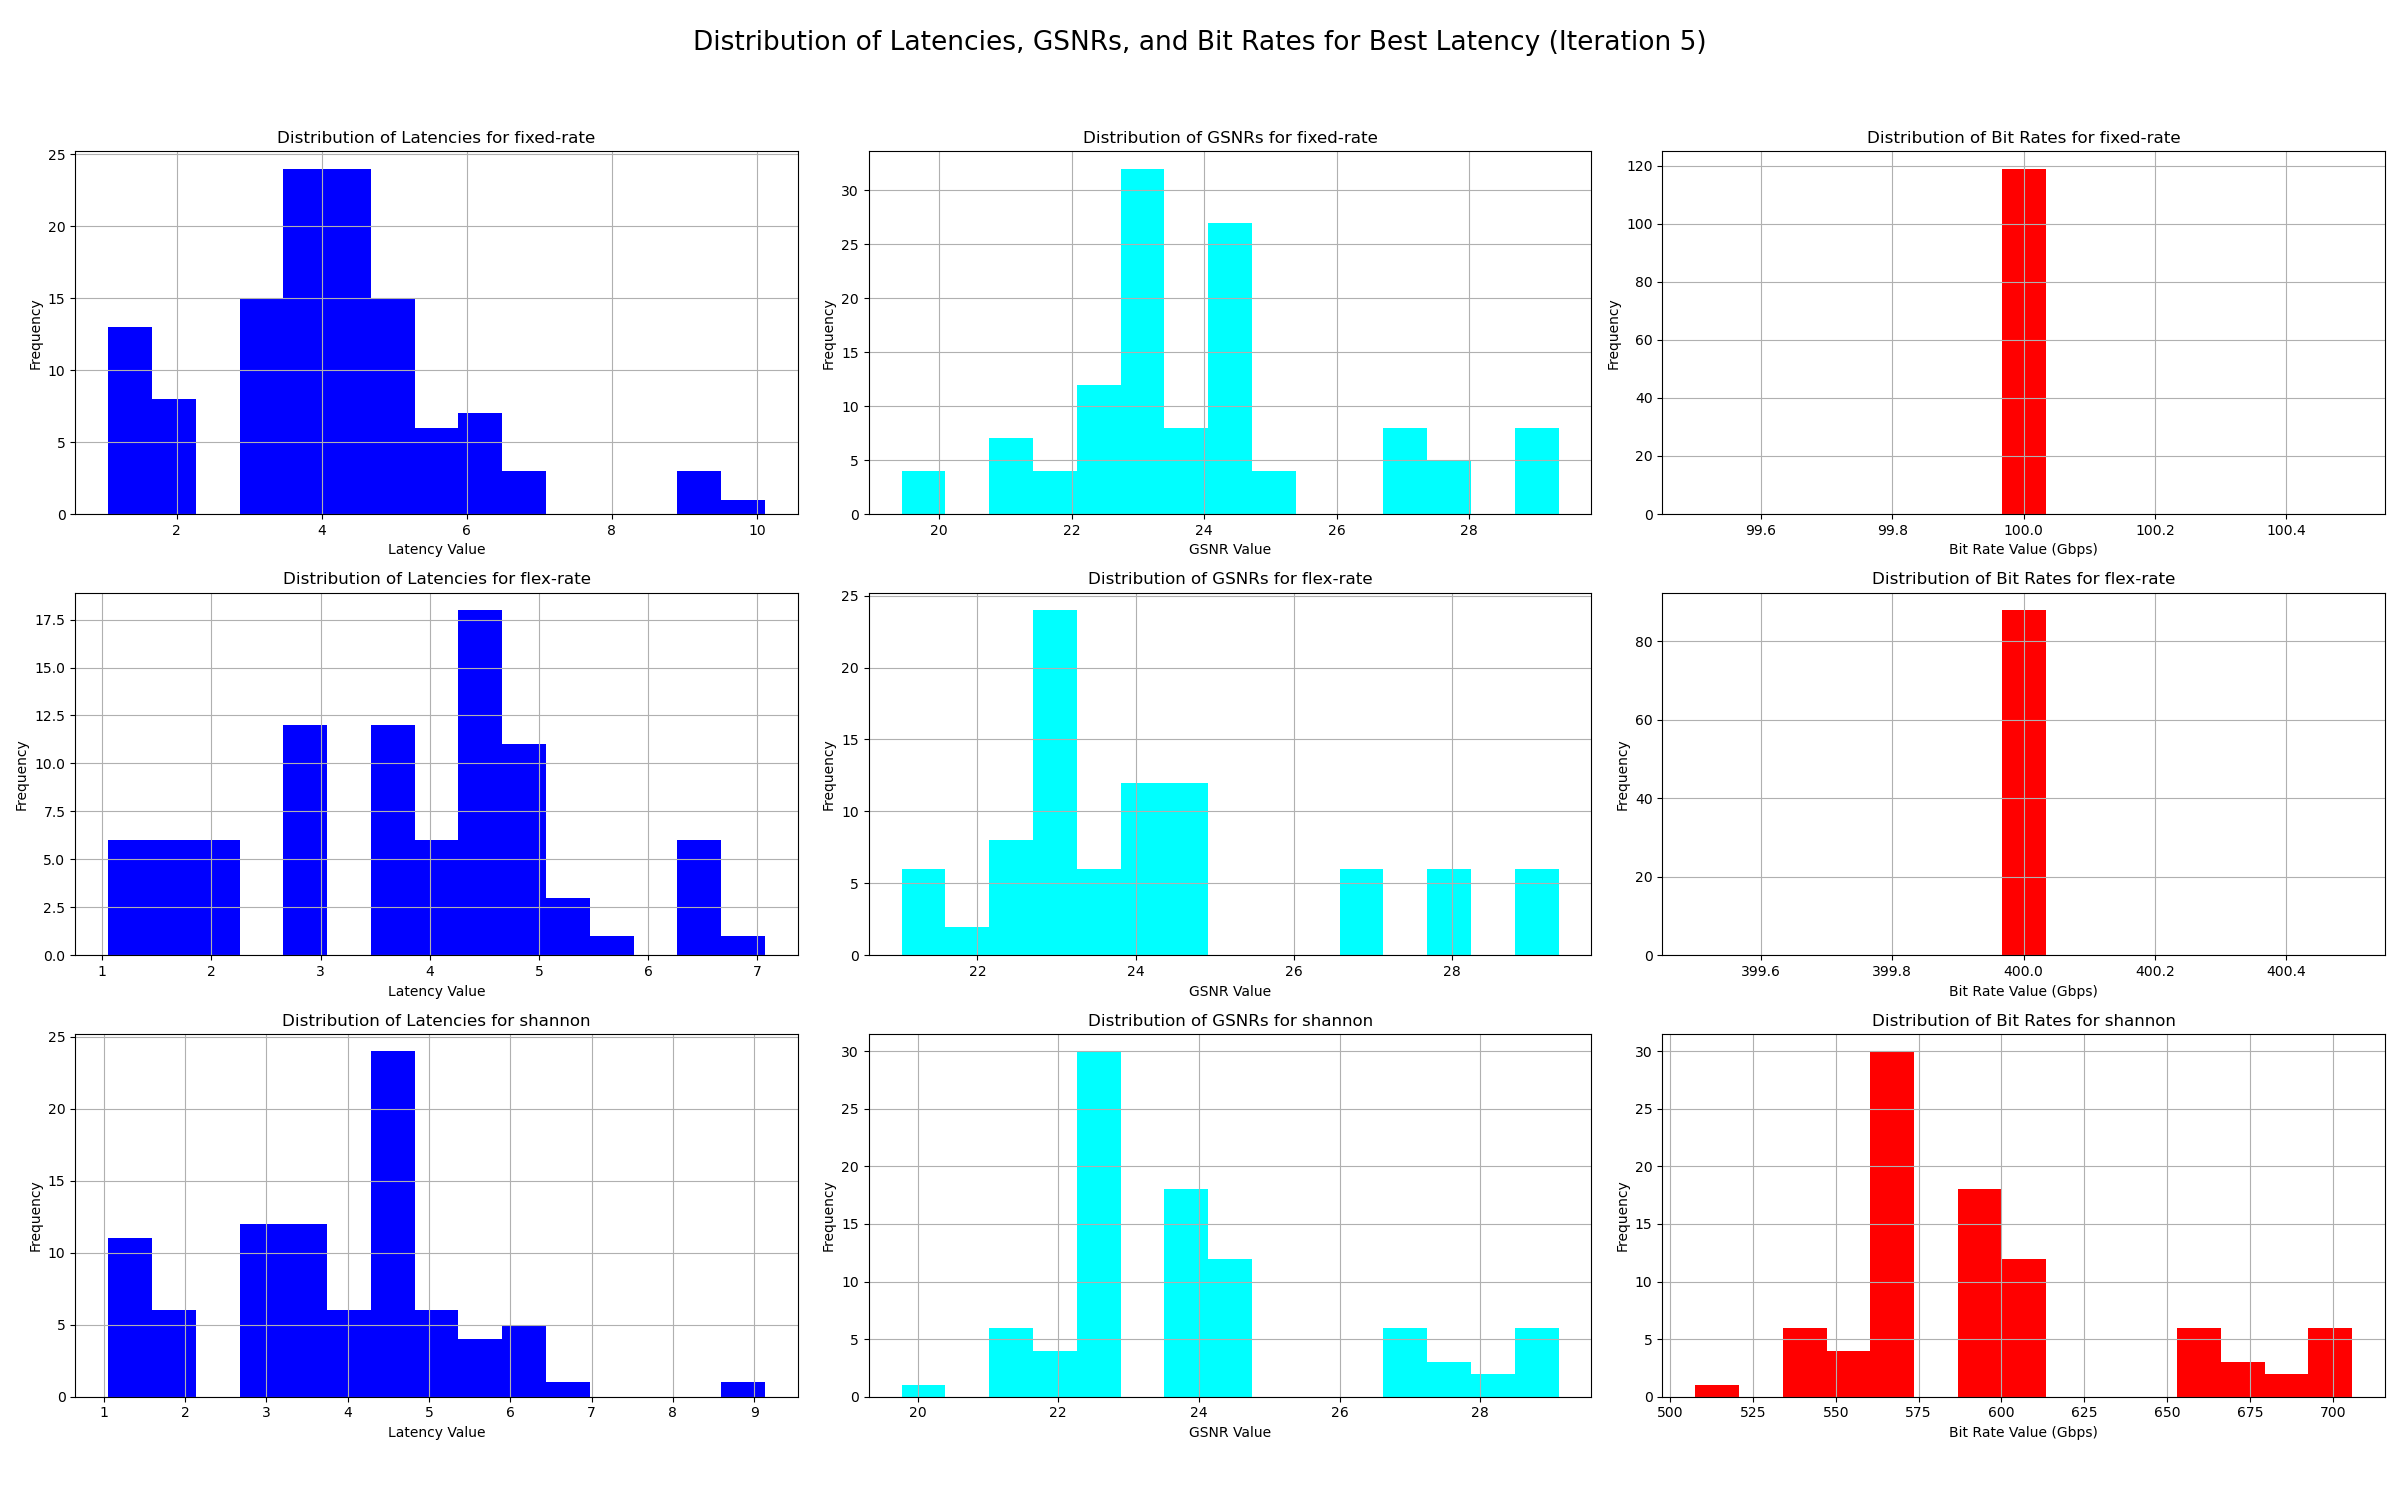 Distribution of Latencies, GSNRs, and Bit Rates for Best Latency (Iteration 5)
Distribution of Latencies for fixed-rate
Frequency
25
20
15
10
5
0
2 4 6 8 10
Latency Value
Distribution of GSNRs for fixed-rate
Frequency
30
25
20
15
10
5
0
20 22 24 26 28
GSNR Value
Distribution of Bit Rates for fixed-rate
Frequency
120
100
80
60
40
20
0
99.6 99.8 100.0 100.2 100.4
Bit Rate Value (Gbps)
Distribution of Latencies for flex-rate
Frequency
17.5
15.0
12.5
10.0
7.5
5.0
2.5
0.0
1 2 3 4 5 6 7
Latency Value
Distribution of GSNRs for flex-rate
Frequency
25
20
15
10
5
0
22 24 26 28
GSNR Value
Distribution of Bit Rates for flex-rate
Frequency
80
60
40
20
0
399.6 399.8 400.0 400.2 400.4
Bit Rate Value (Gbps)
Distribution of Latencies for shannon
Frequency
25
20
15
10
5
0
1 2 3 4 5 6 7 8 9
Latency Value
Distribution of GSNRs for shannon
Frequency
30
25
20
15
10
5
0
20 22 24 26 28
GSNR Value
Distribution of Bit Rates for shannon
Frequency
30
25
20
15
10
5
0
500 525 550 575 600 625 650 675 700
Bit Rate Value (Gbps)